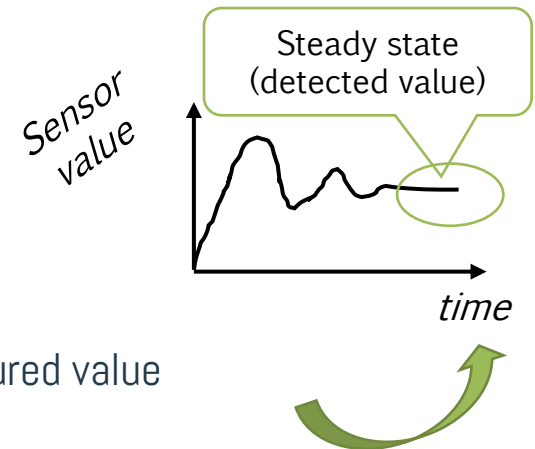 Steady state
(detected value)
Sensor
value
time
ured value